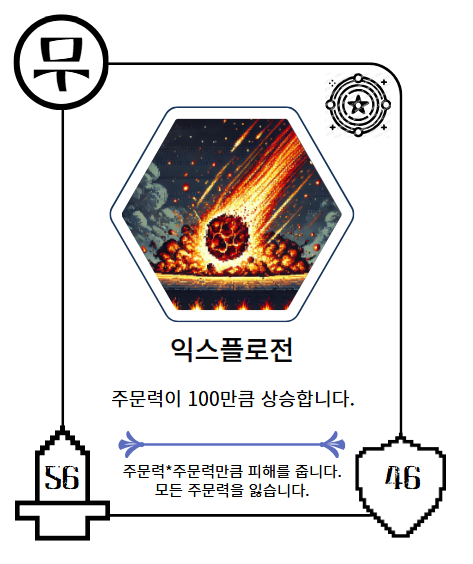 무
익스플로전
주문력이 100만큼 상승합니다.
주문력*주문력만큼 피해를 줍니다.
모든 주문력을 잃습니다.
56
46